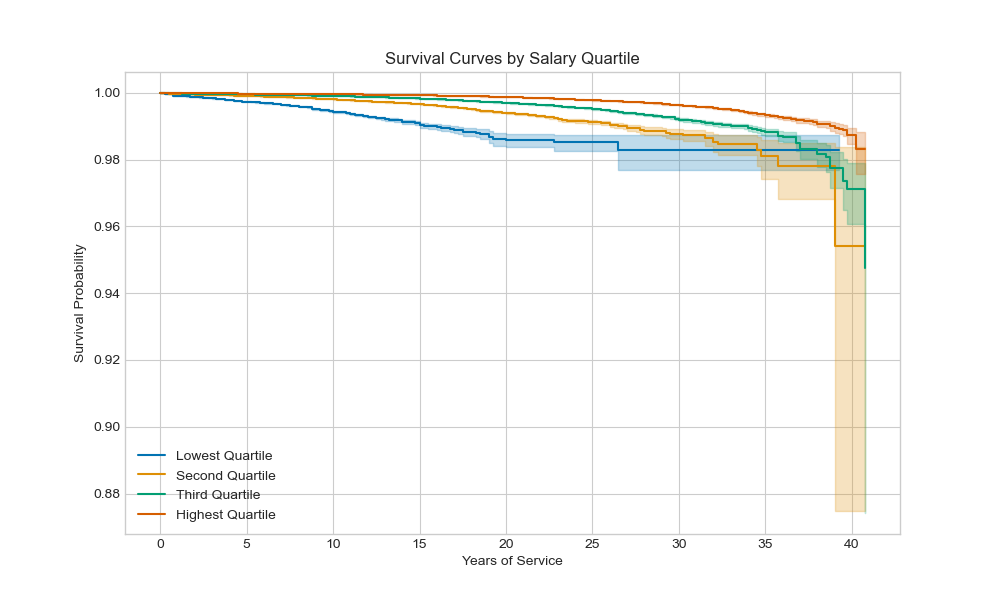 Survival Curves by Salary Quartile
1.00
0.98
0.96
0.94
0.92
0.90
0.88
Survival Probability
Lowest Quartile
Second Quartile
Third Quartile
Highest Quartile
0 5 10 15 20 25 30 35 40
Years of Service